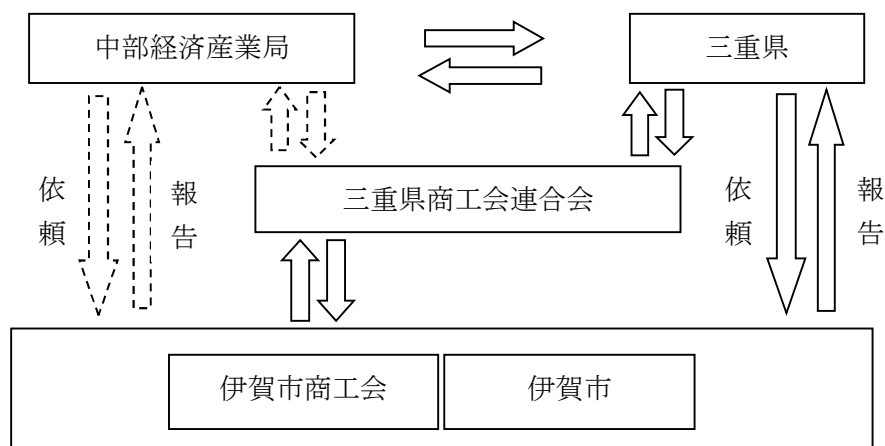 中部経済産業局
三重県
三重県商工会連合会
依頼
報告
依頼
報告
伊賀市商工会
伊賀市